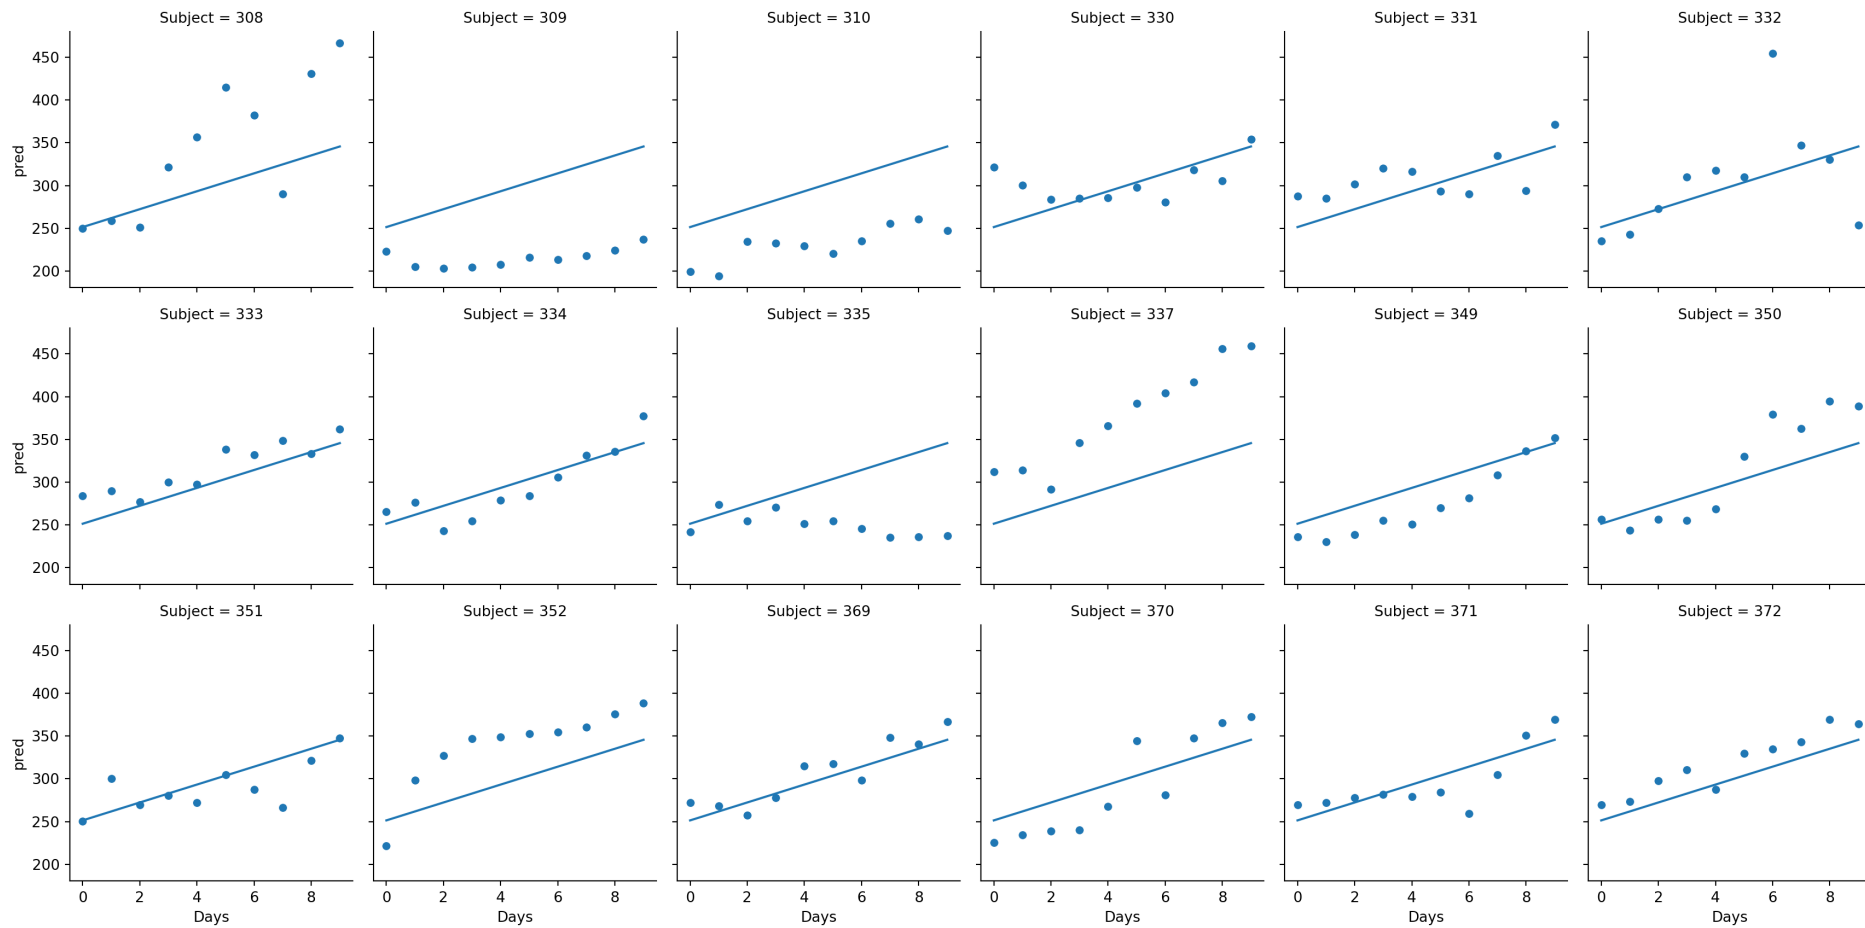 Subject = 308 Subject = 309 Subject = 310 Subject = 330 Subject = 331 Subject = 332
450
400
350
300
250
200
pred
Subject = 333 Subject = 334 Subject = 335 Subject = 337 Subject = 349 Subject = 350
450
400
350
300
250
200
pred
Subject = 351 Subject = 352 Subject = 369 Subject = 370 Subject = 371 Subject = 372
450
400
350
300
250
200
pred
0 2 4 6 8 0 2 4 6 8 0 2 4 6 8 0 2 4 6 8 0 2 4 6 8 0 2 4 6 8
Days Days Days Days Days Days